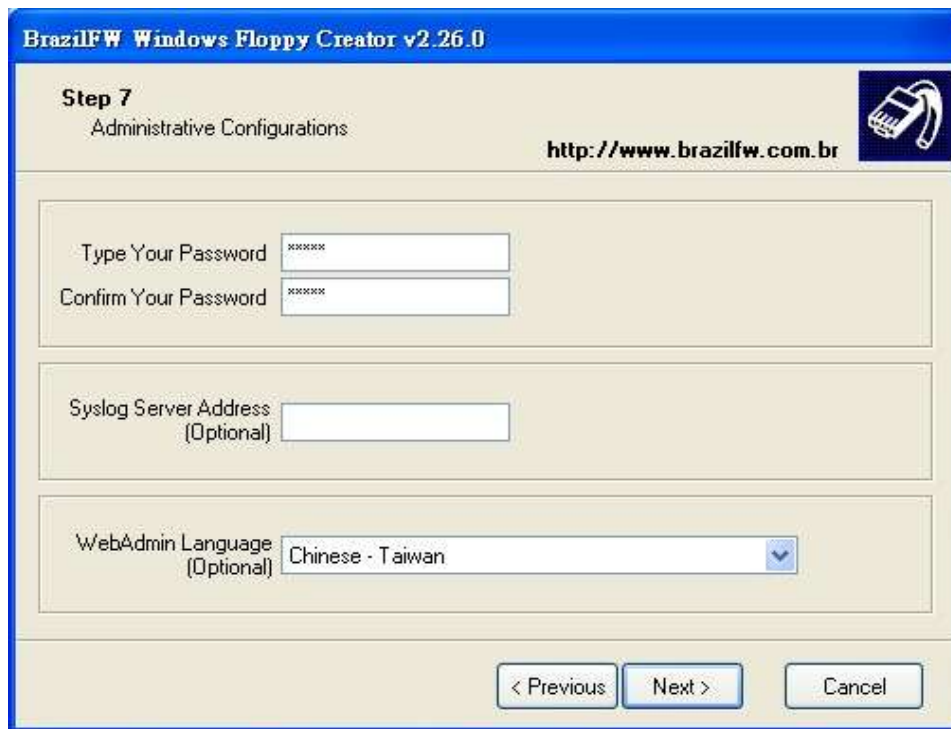 BrazilFW Windows Floppy Creator v2.26.0
Step 7
Administrative Configurations
http://www.brazilfw.com.br
Type Your Password
*****
Confirm Your Password
*****
Syslog Server Address
(Optional)
WebAdmin Language
(Optional)
Chinese - Taiwan
< Previous
Next >
Cancel